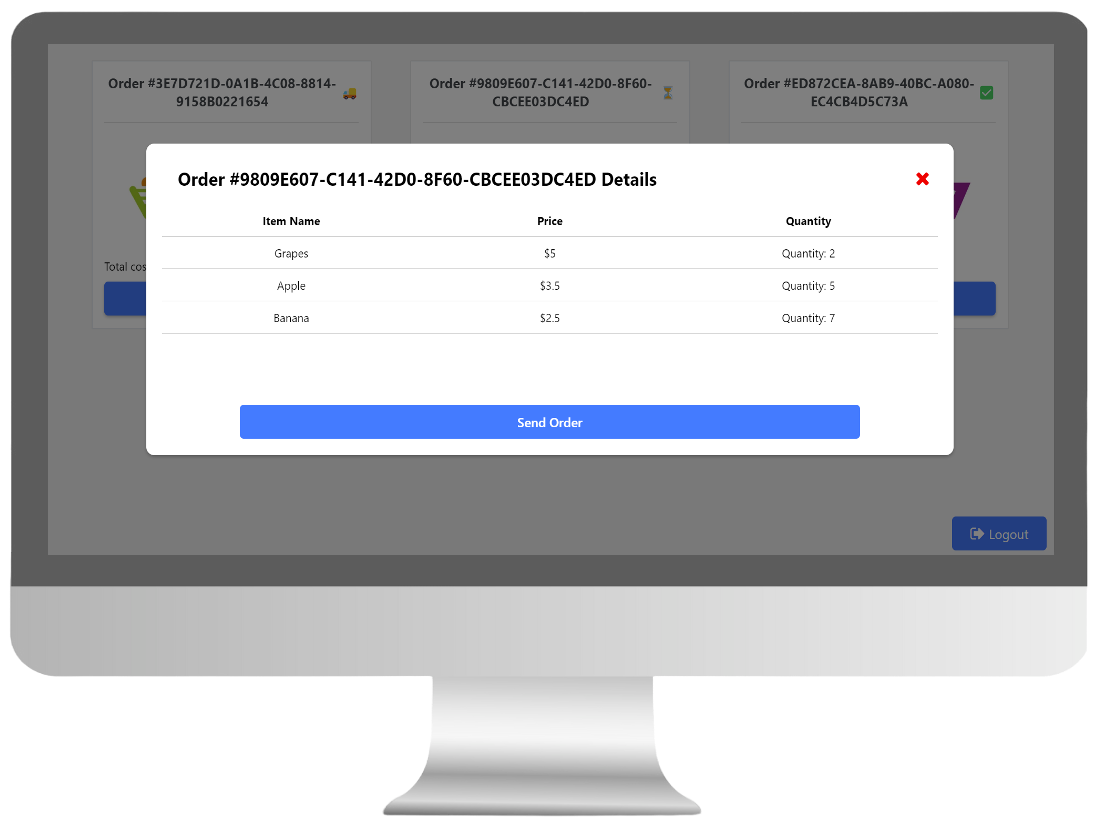 Order #3E7D721D-0A1B-4C08-8814-
9158B0221654
Order #9809E607-C141-42D0-8F60-
CBCEE03DC4ED
Order #ED872CEA-8AB9-40BC-A080-
EC4CB4D5C73A
Order #9809E607-C141-42D0-8F60-CBCEE03DC4ED Details
Item Name Price Quantity
Grapes $5 Quantity: 2
Apple $3.5 Quantity: 5
Banana $2.5 Quantity: 7
Total
Send Order
Logout